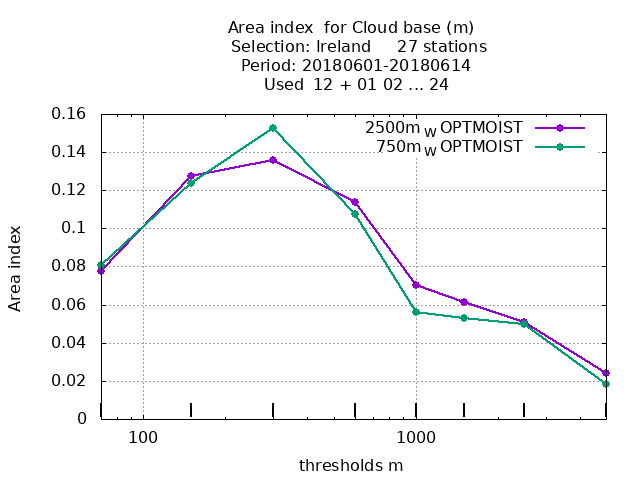 Area index  for Cloud base (m)
Selection: Ireland     27 stations
Period: 20180601-20180614
Used  12 + 01 02 ... 24
2500m W OPTMOIST
750m W OPTMOIST
0.16
0.14
0.12
0.1
0.08
0.06
0.04
0.02
0
Area index
100
1000
thresholds m